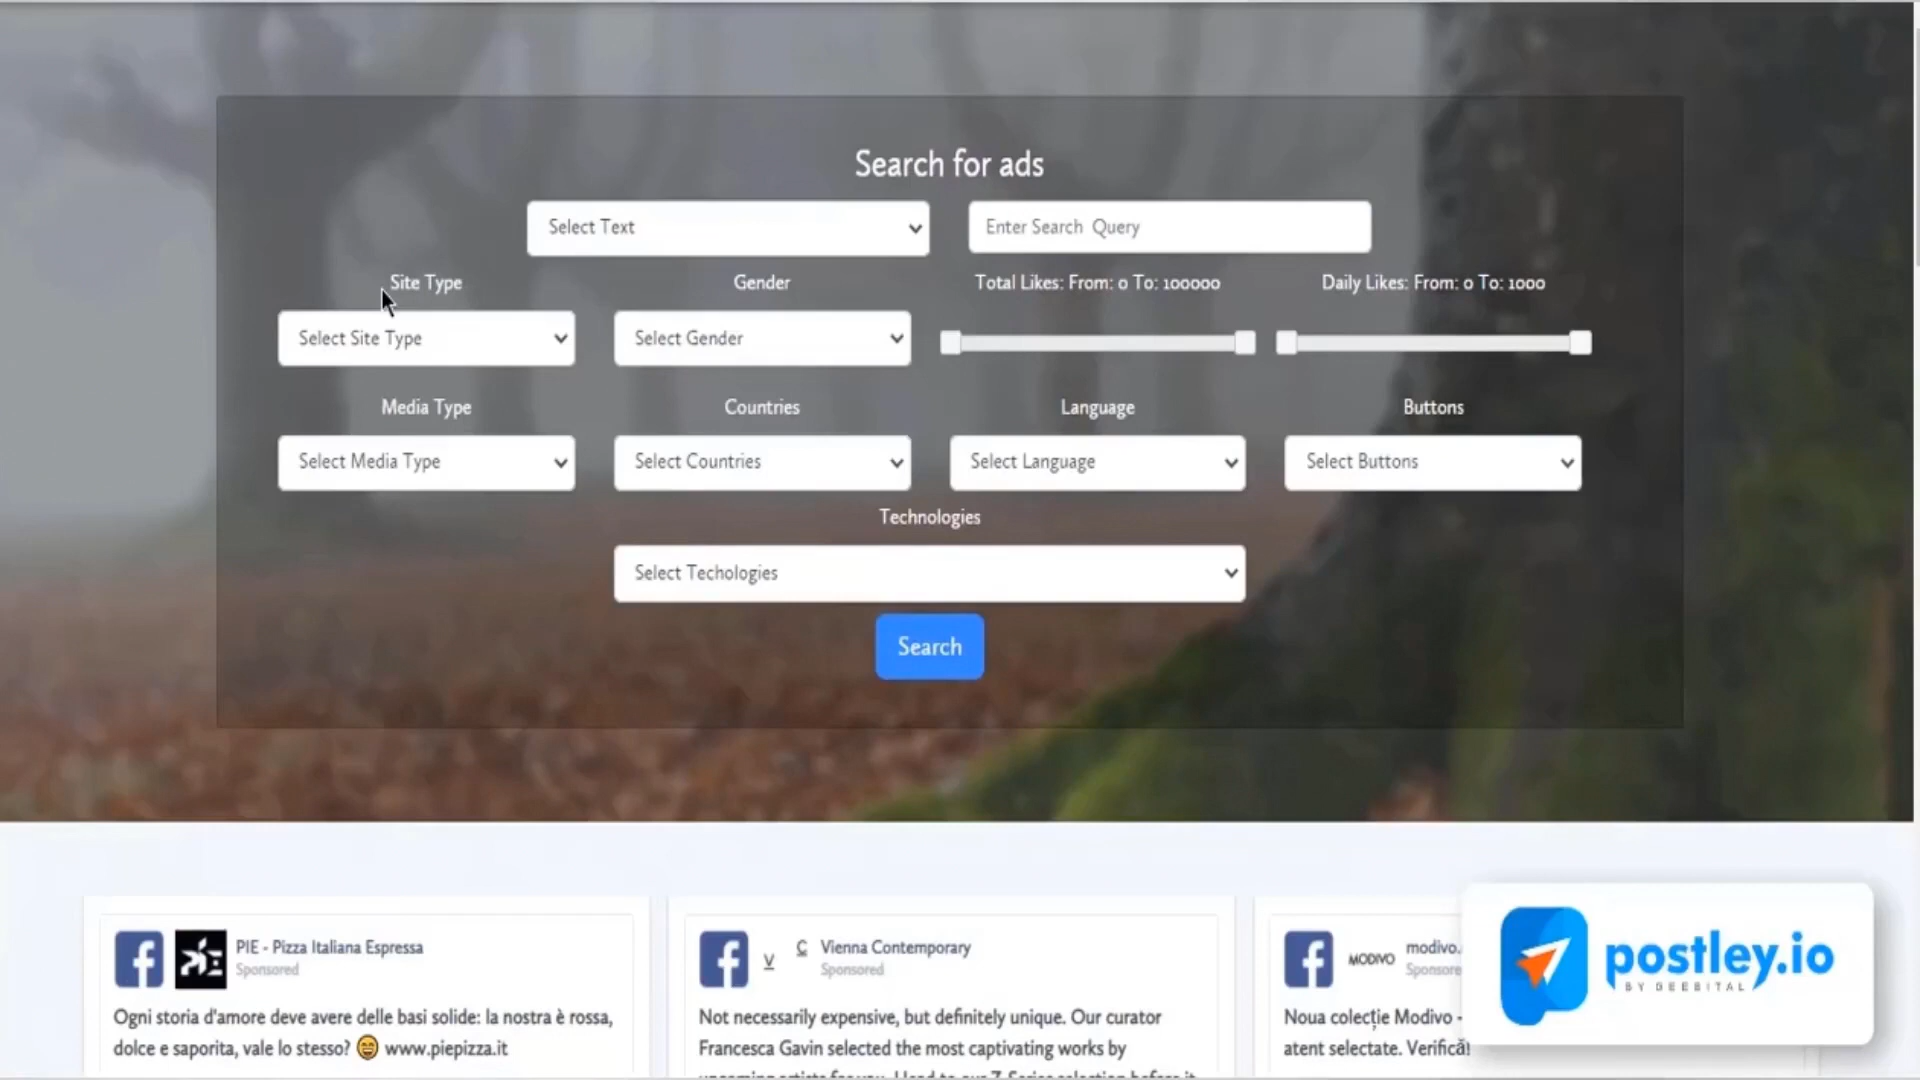 Search for ads
Select Text
Enter Search Query
Site Type
Gender
Total Likes: From: 0 To: 100000
Daily Likes: From: 0 To: 1000
Select Site Type
Select Gender
Media Type
Countries
Language
Buttons
Select Media Type
Select Countries
Select Language
Select Buttons
Technologies
Select Techologies
Search
PIE - Pizza Italiana Espressa
Sponsored
Ogni storia d'amore deve avere delle basi solide: la nostra è rossa,
dolce e saporita, vale lo stesso? 😄 www.piepizza.it
V C Vienna Contemporary
Sponsored
Not necessarily expensive, but definitely unique. Our curator
Francesca Gavin selected the most captivating works by
MODIVO modivo.
Sponsore
Noua colecție Modivo -
atent selectate. Verifică!
postley.io
BY GEEBITAL